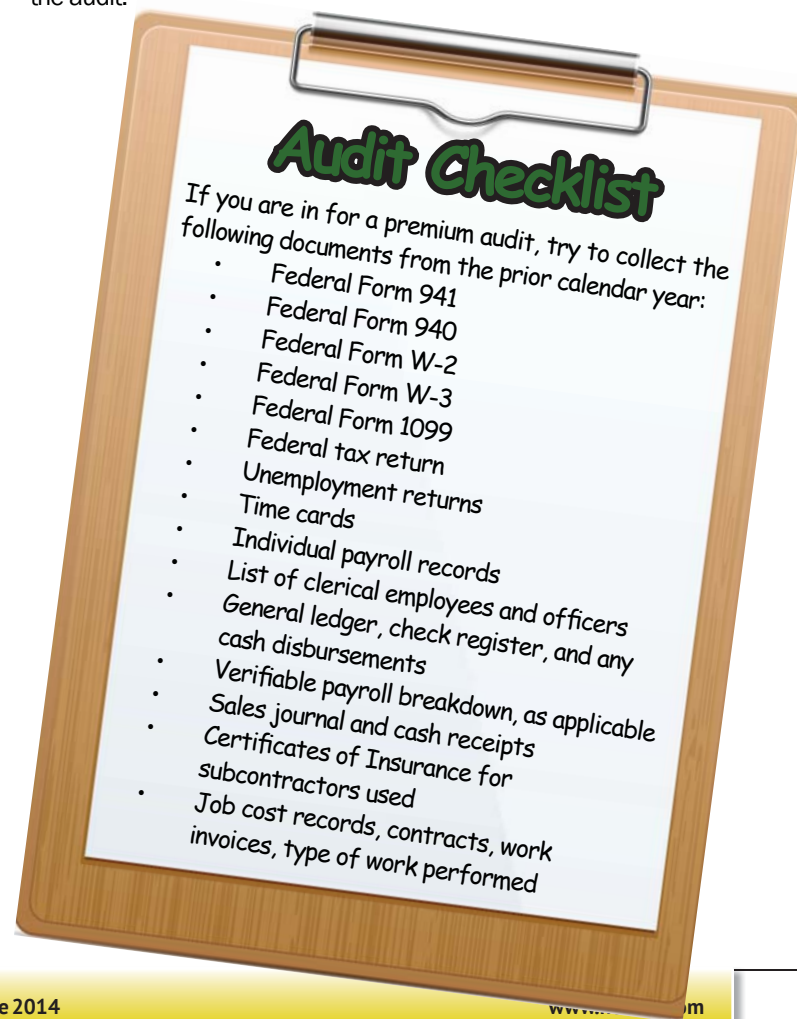 the audit.
Audit Checklist
If you are in for a premium audit, try to collect the
following documents from the prior calendar year:
• Federal Form 941
• Federal Form 940
• Federal Form W-2
• Federal Form W-3
• Federal Form 1099
• Federal tax return
• Unemployment returns
• Time cards
• Individual payroll records
• List of clerical employees and officers
• General ledger, check register, and any
cash disbursements
• Verifiable payroll breakdown, as applicable
• Sales journal and cash receipts
• Certificates of Insurance for
subcontractors used
• Job cost records, contracts, work
invoices, type of work performed
2014